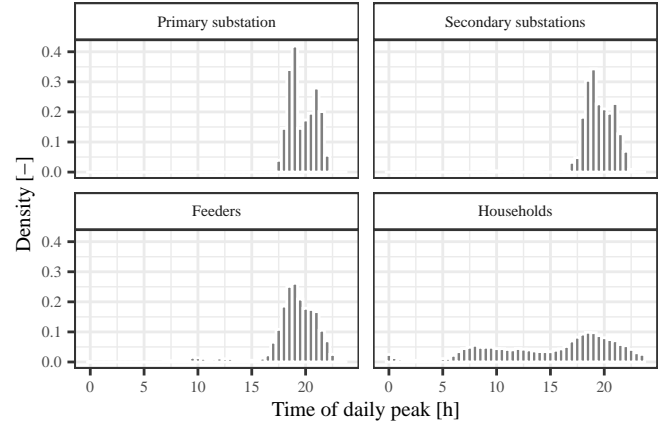 Primary substation
Secondary substations
0.4
0.3
0.2
0.1
0.0
Feeders
Households
0.4
0.3
0.2
0.1
0.0
Density [−]
0 5 10 15 20
0 5 10 15 20
Time of daily peak [h]